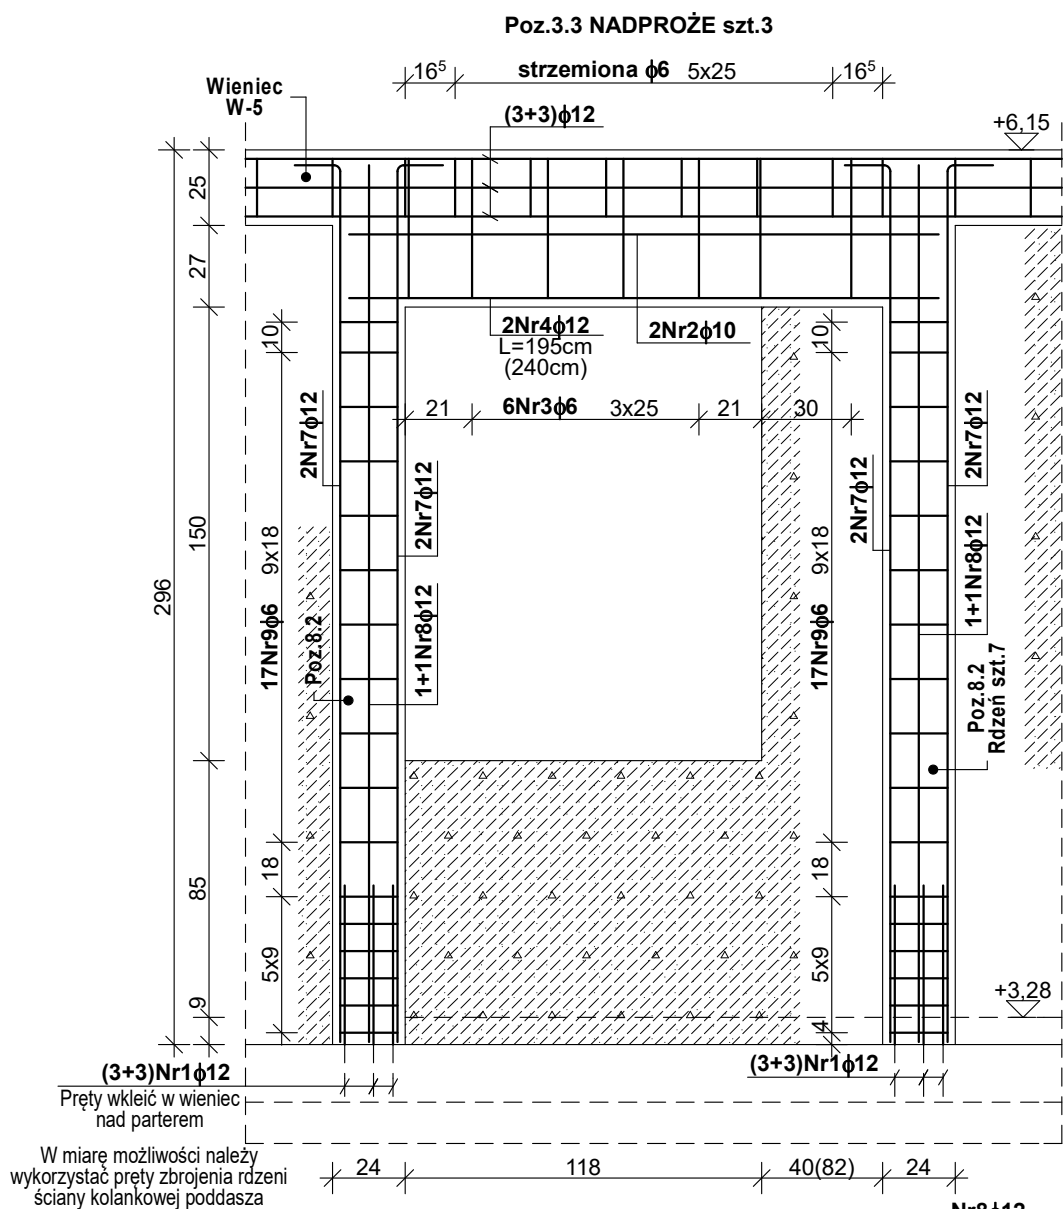 Poz.3.3 NADPROŻE szt.3
16⁵
strzemiona ϕ6
5x25
16⁵
Wieniec
W-5
(3+3)ϕ12
+6,15
25
27
10
2Nr4ϕ12
L=195cm
(240cm)
2Nr2ϕ10
10
21
6Nr3ϕ6
3x25
21
30
2Nr7ϕ12
2Nr7ϕ12
2Nr7ϕ12
2Nr7ϕ12
150
9x18
9x18
296
17Nr9ϕ6
Poz.8.2
1+1Nr8ϕ12
17Nr9ϕ6
1+1Nr8ϕ12
Poz.8.2
Rdzeń szt.7
85
18
18
5x9
5x9
9
4
+3,28
(3+3)Nr1ϕ12
Pręty wkleić w wieniec
nad parterem
(3+3)Nr1ϕ12
W miarę możliwości należy
wykorzystać pręty zbrojenia rdzeni
ściany kolankowej poddasza
24
118
40(82)
24